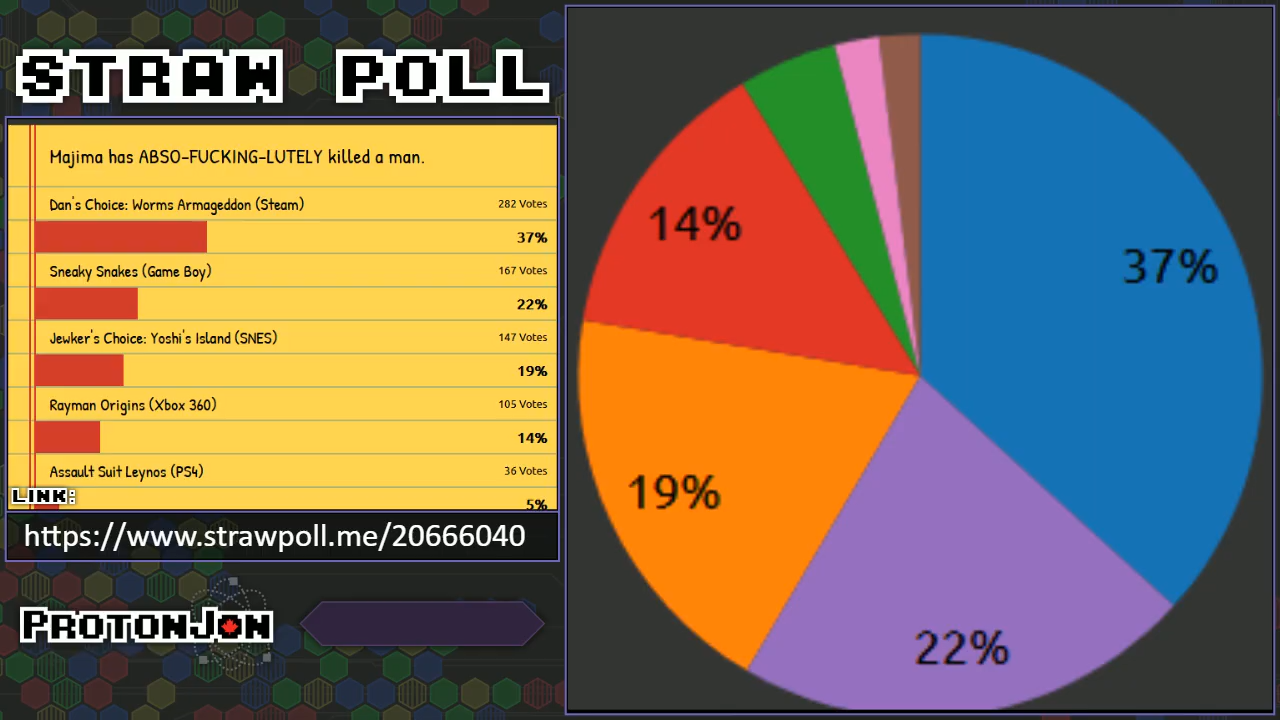 STRAW POLL
Majima has ABSO-FUCKING-LUTELY killed a man.
Dan's Choice: Worms Armageddon (Steam) 282 Votes
37%
Sneaky Snakes (Game Boy) 167 Votes
22%
Jewker's Choice: Yoshi's Island (SNES) 147 Votes
19%
Rayman Origins (Xbox 360) 105 Votes
14%
Assault Suit Leynos (PS4) 36 Votes
5%
LINK:
https://www.strawpoll.me/20666040
PROTONJON
14%
37%
19%
22%